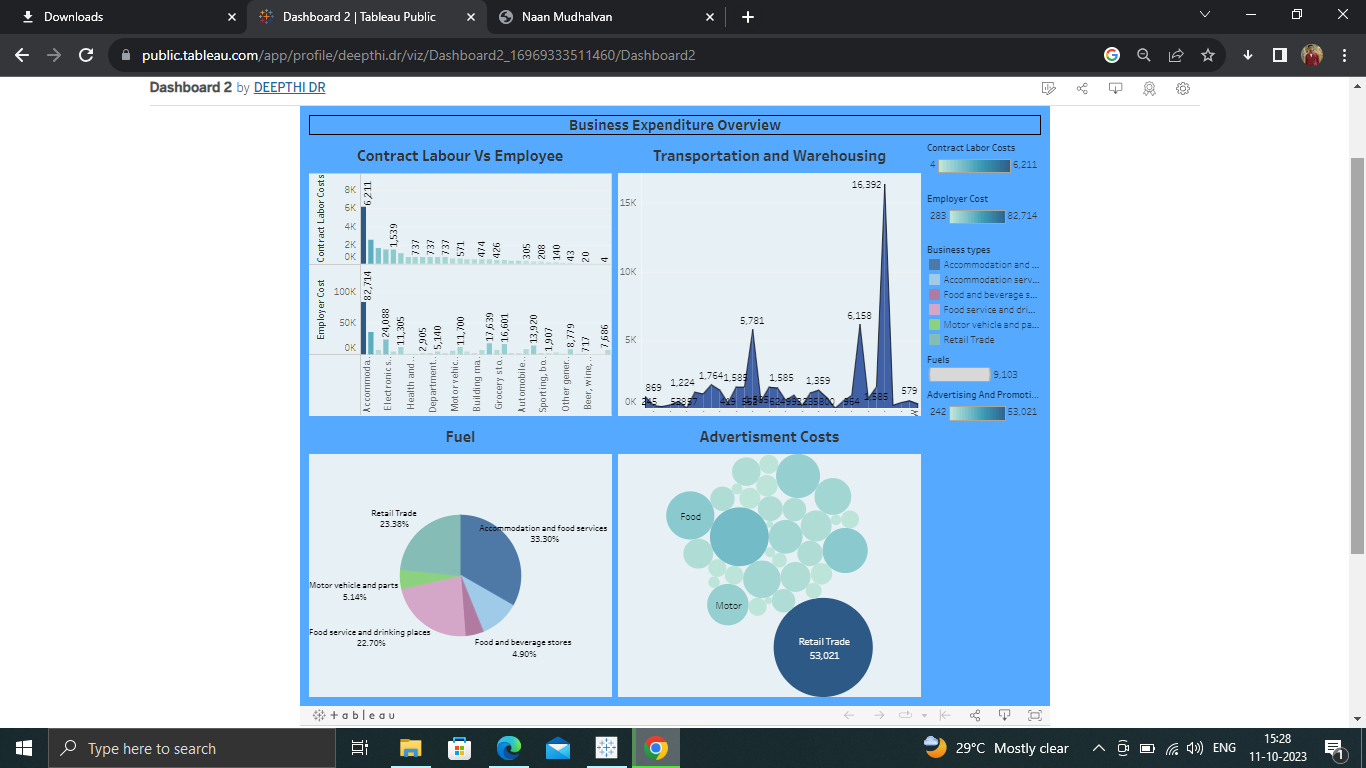 Downloads
Dashboard 2 | Tableau Public
Naan Mudhalvan
public.tableau.com/app/profile/deepthi.dr/viz/Dashboard2_16969333511460/Dashboard2
Dashboard 2 by DEEPTHI DR
Business Expenditure Overview
Contract Labour Vs Employee
Contract Labor Costs
8K
6K
4K
2K
0K
6,211
1,539
737
737
737
571
474
426
305
208
140
43
20
4
Employer Cost
100K
50K
0K
82,714
24,088
11,305
2,905
5,140
11,700
17,639
16,601
13,920
1,907
8,779
717
7,686
Accommoda..
Electronic s..
Health and..
Department..
Motor vehic..
Building ma..
Grocery sto..
Automobile..
Sporting, bo..
Other gener..
Beer, wine,..
Transportation and Warehousing
15K
10K
5K
0K
16,392
5,781
6,158
869
1,224
1,764
1,585
1,585
1,359
1,585
579
964
Contract Labor Costs
4 6,211
Employer Cost
283 82,714
Business types
Accommodation and ...
Accommodation serv...
Food and beverage s...
Food service and dri...
Motor vehicle and pa...
Retail Trade
Fuels
9,103
Advertising And Promoti...
242 53,021
Fuel
Retail Trade
23.38%
Accommodation and food services
33.30%
Motor vehicle and parts
5.14%
Food service and drinking places
22.70%
Food and beverage stores
4.90%
Advertisment Costs
Food
Motor
Retail Trade
53,021
+ a b l e a u
Type here to search
29°C Mostly clear
ENG
15:28
11-10-2023
1